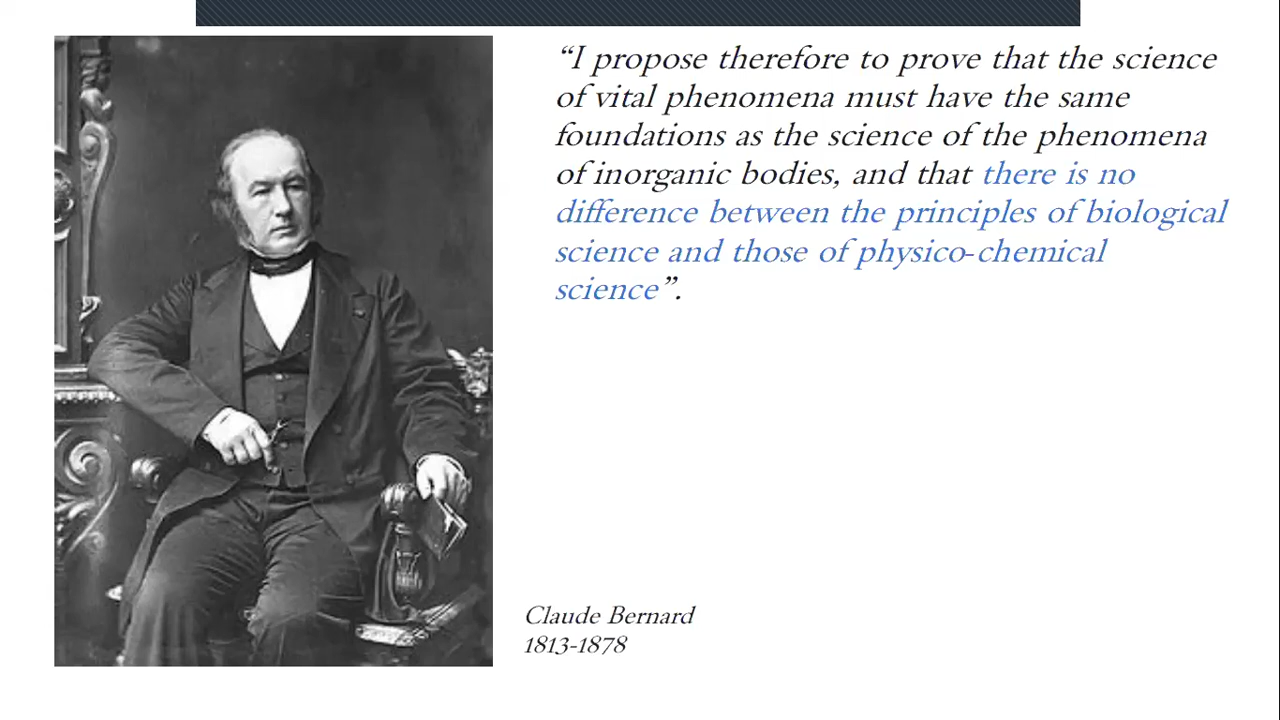 “I propose therefore to prove that the science
of vital phenomena must have the same
foundations as the science of the phenomena
of inorganic bodies, and that there is no
difference between the principles of biological
science and those of physico-chemical
science”.
Claude Bernard
1813-1878